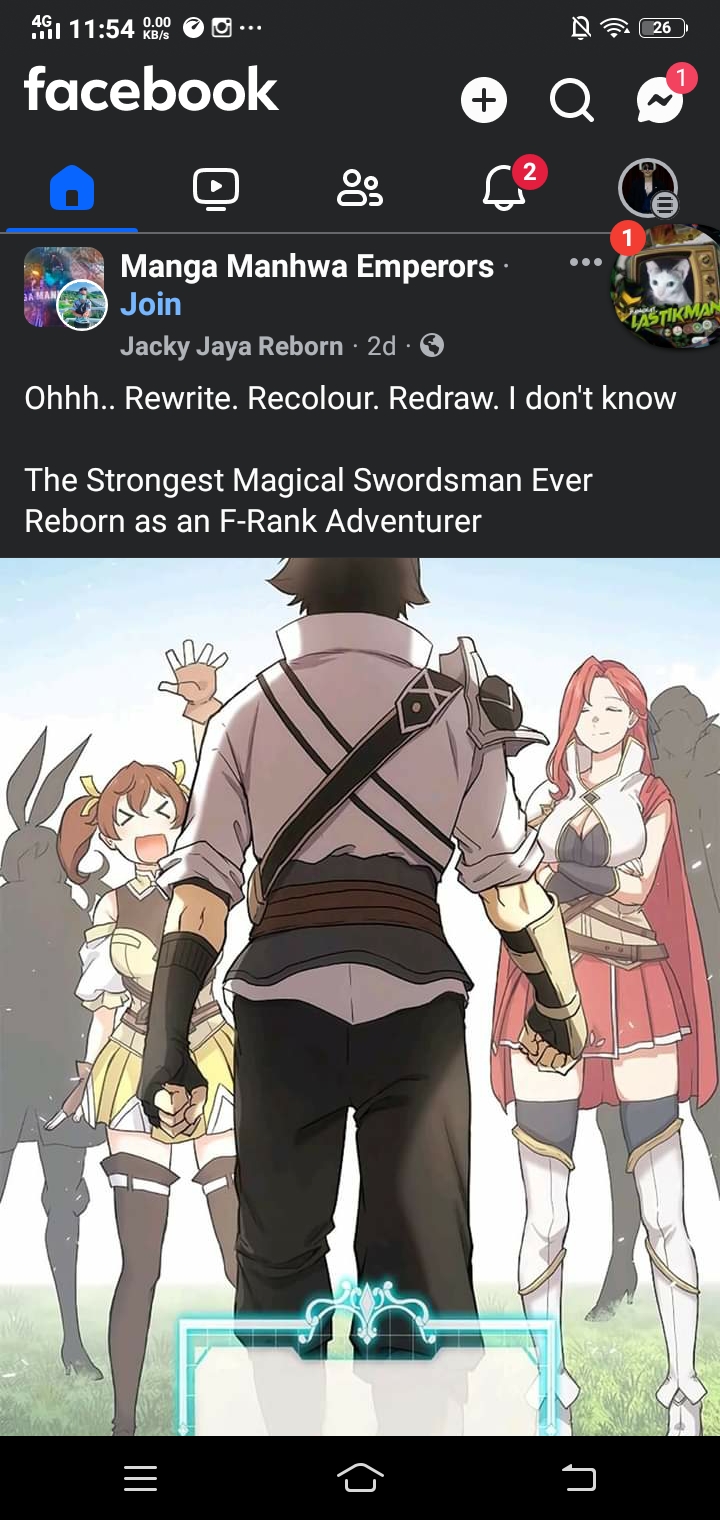 4G 11:54 0.00 KB/s 26
facebook
1
2
Manga Manhwa Emperors ·
1
Join
LASTIKMAN
Jacky Jaya Reborn · 2d ·
Ohhh.. Rewrite. Recolour. Redraw. I don't know
The Strongest Magical Swordsman Ever
Reborn as an F-Rank Adventurer